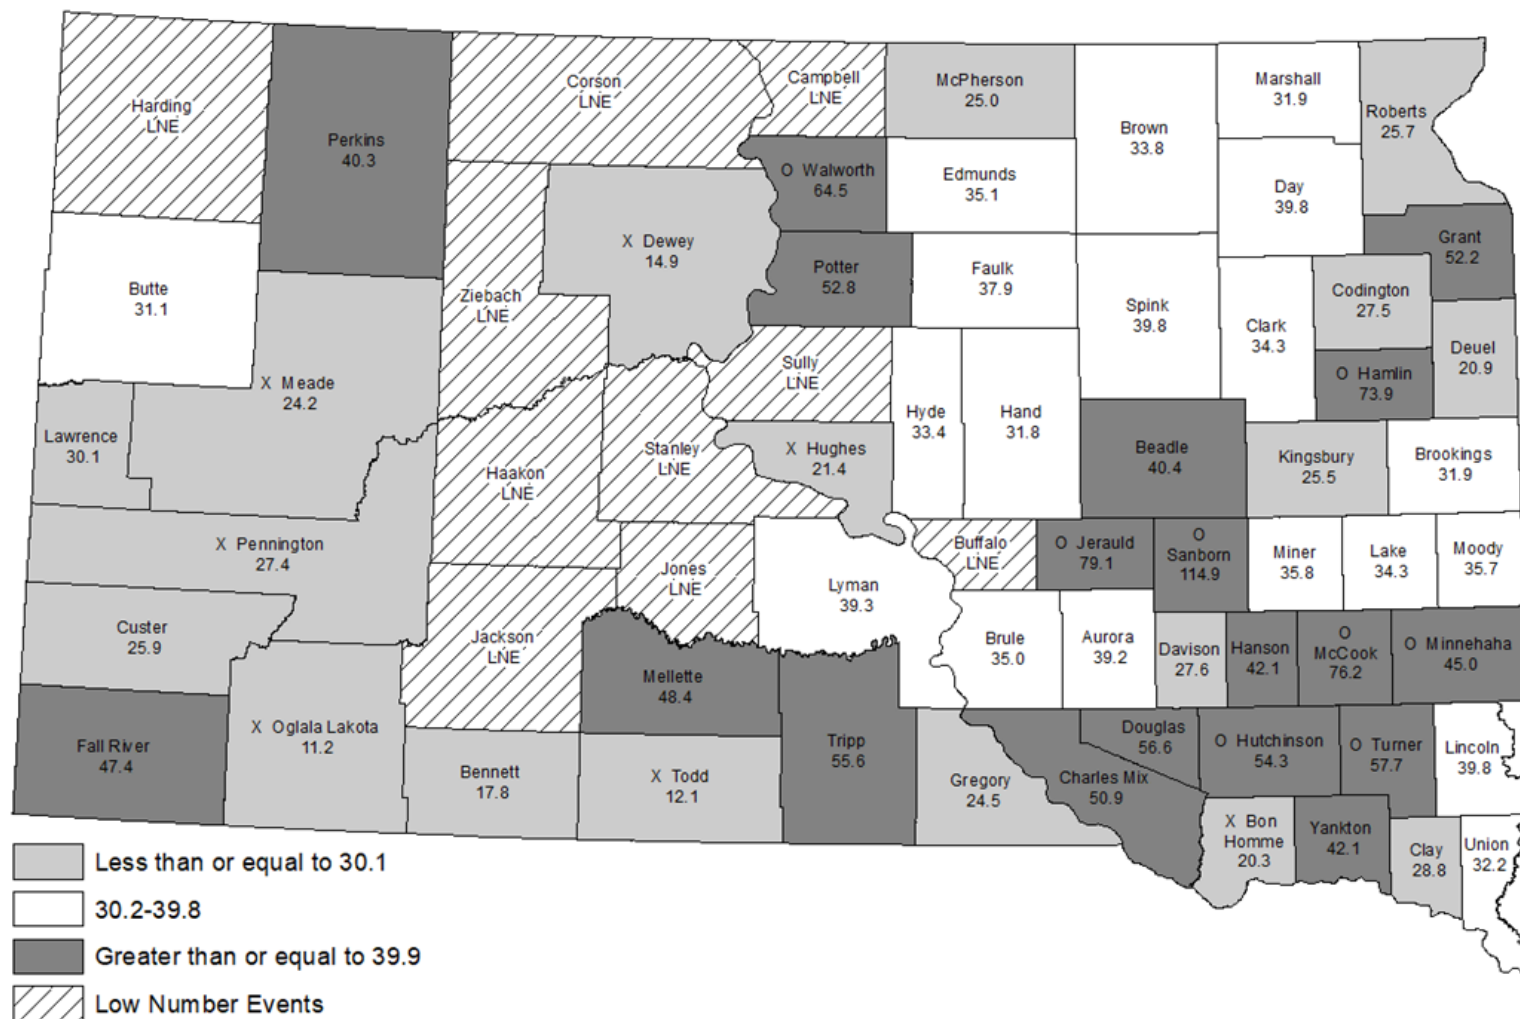 Harding
LNE
Perkins
40.3
Corson
LNE
Campbell
LNE
McPherson
25.0
Brown
33.8
Marshall
31.9
Roberts
25.7
O Walworth
64.5
Edmunds
35.1
Day
39.8
X Dewey
14.9
Potter
52.8
Faulk
37.9
Grant
52.2
Butte
31.1
Ziebach
LNE
Spink
39.8
Clark
34.3
Codington
27.5
Deuel
20.9
X Meade
24.2
Sully
LNE
O Hamlin
73.9
Hyde
33.4
Hand
31.8
Lawrence
30.1
Haakon
LNE
Stanley
LNE
X Hughes
21.4
Beadle
40.4
Kingsbury
25.5
Brookings
31.9
X Pennington
27.4
Jones
LNE
Lyman
39.3
Buffalo
LNE
O Jerauld
79.1
O
Sanborn
114.9
Miner
35.8
Lake
34.3
Moody
35.7
Custer
25.9
Jackson
LNE
Mellette
48.4
Brule
35.0
Aurora
39.2
Davison
27.6
Hanson
42.1
O
McCook
76.2
O Minnehaha
45.0
Fall River
47.4
X Oglala Lakota
11.2
Bennett
17.8
X Todd
12.1
Tripp
55.6
Gregory
24.5
Charles Mix
50.9
Douglas
56.6
O Hutchinson
54.3
O Turner
57.7
Lincoln
39.8
X Bon
Homme
20.3
Yankton
42.1
Clay
28.8
Union
32.2
Less than or equal to 30.1
30.2-39.8
Greater than or equal to 39.9
Low Number Events